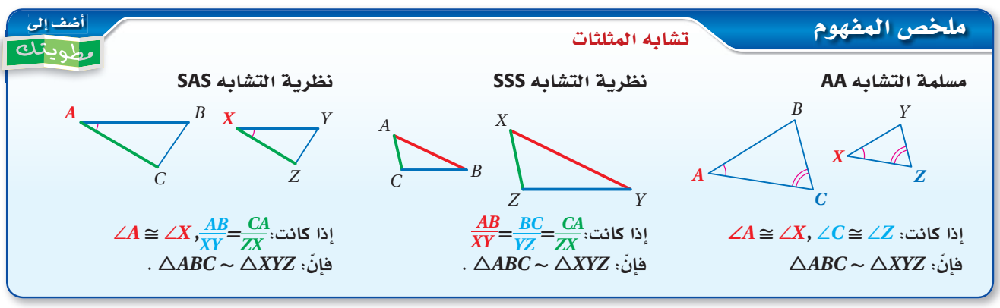 ملخص المفهوم
تشابه المثلثات
أضف إلى
مطويتك
مسلمة التشابه AA
B
Y
X
A
Z
C
إذا كانت: ∠A ≅ ∠X, ∠C ≅ ∠Z
فإنّ: △ABC ~ △XYZ
نظرية التشابه SSS
X
A
B
C
Z
Y
إذا كانت: AB/XY = BC/YZ = CA/ZX
فإنّ: △ABC ~ △XYZ .
نظرية التشابه SAS
A
B
X
Y
C
Z
إذا كانت: ∠A ≅ ∠X , AB/XY = CA/ZX
فإنّ: △ABC ~ △XYZ .